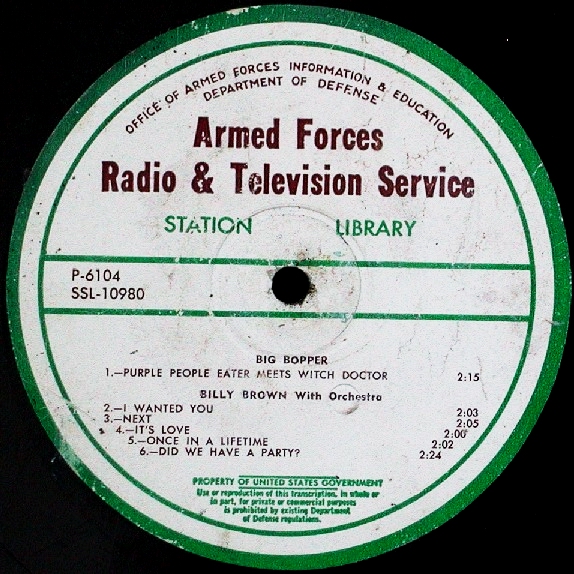 OFFICE OF ARMED FORCES INFORMATION & EDUCATION
DEPARTMENT OF DEFENSE
Armed Forces
Radio & Television Service
STATION LIBRARY
P-6104
SSL-10980
BIG BOPPER
1.—PURPLE PEOPLE EATER MEETS WITCH DOCTOR 2:15
BILLY BROWN With Orchestra
2.—I WANTED YOU 2:03
3.—NEXT 2:05
4.—IT'S LOVE 2:00
5.—ONCE IN A LIFETIME 2:02
6.—DID WE HAVE A PARTY? 2:24
PROPERTY OF UNITED STATES GOVERNMENT
Use or reproduction of this transcription, in whole or
in part, for private or commercial purposes
is prohibited by existing Department
of Defense regulations.